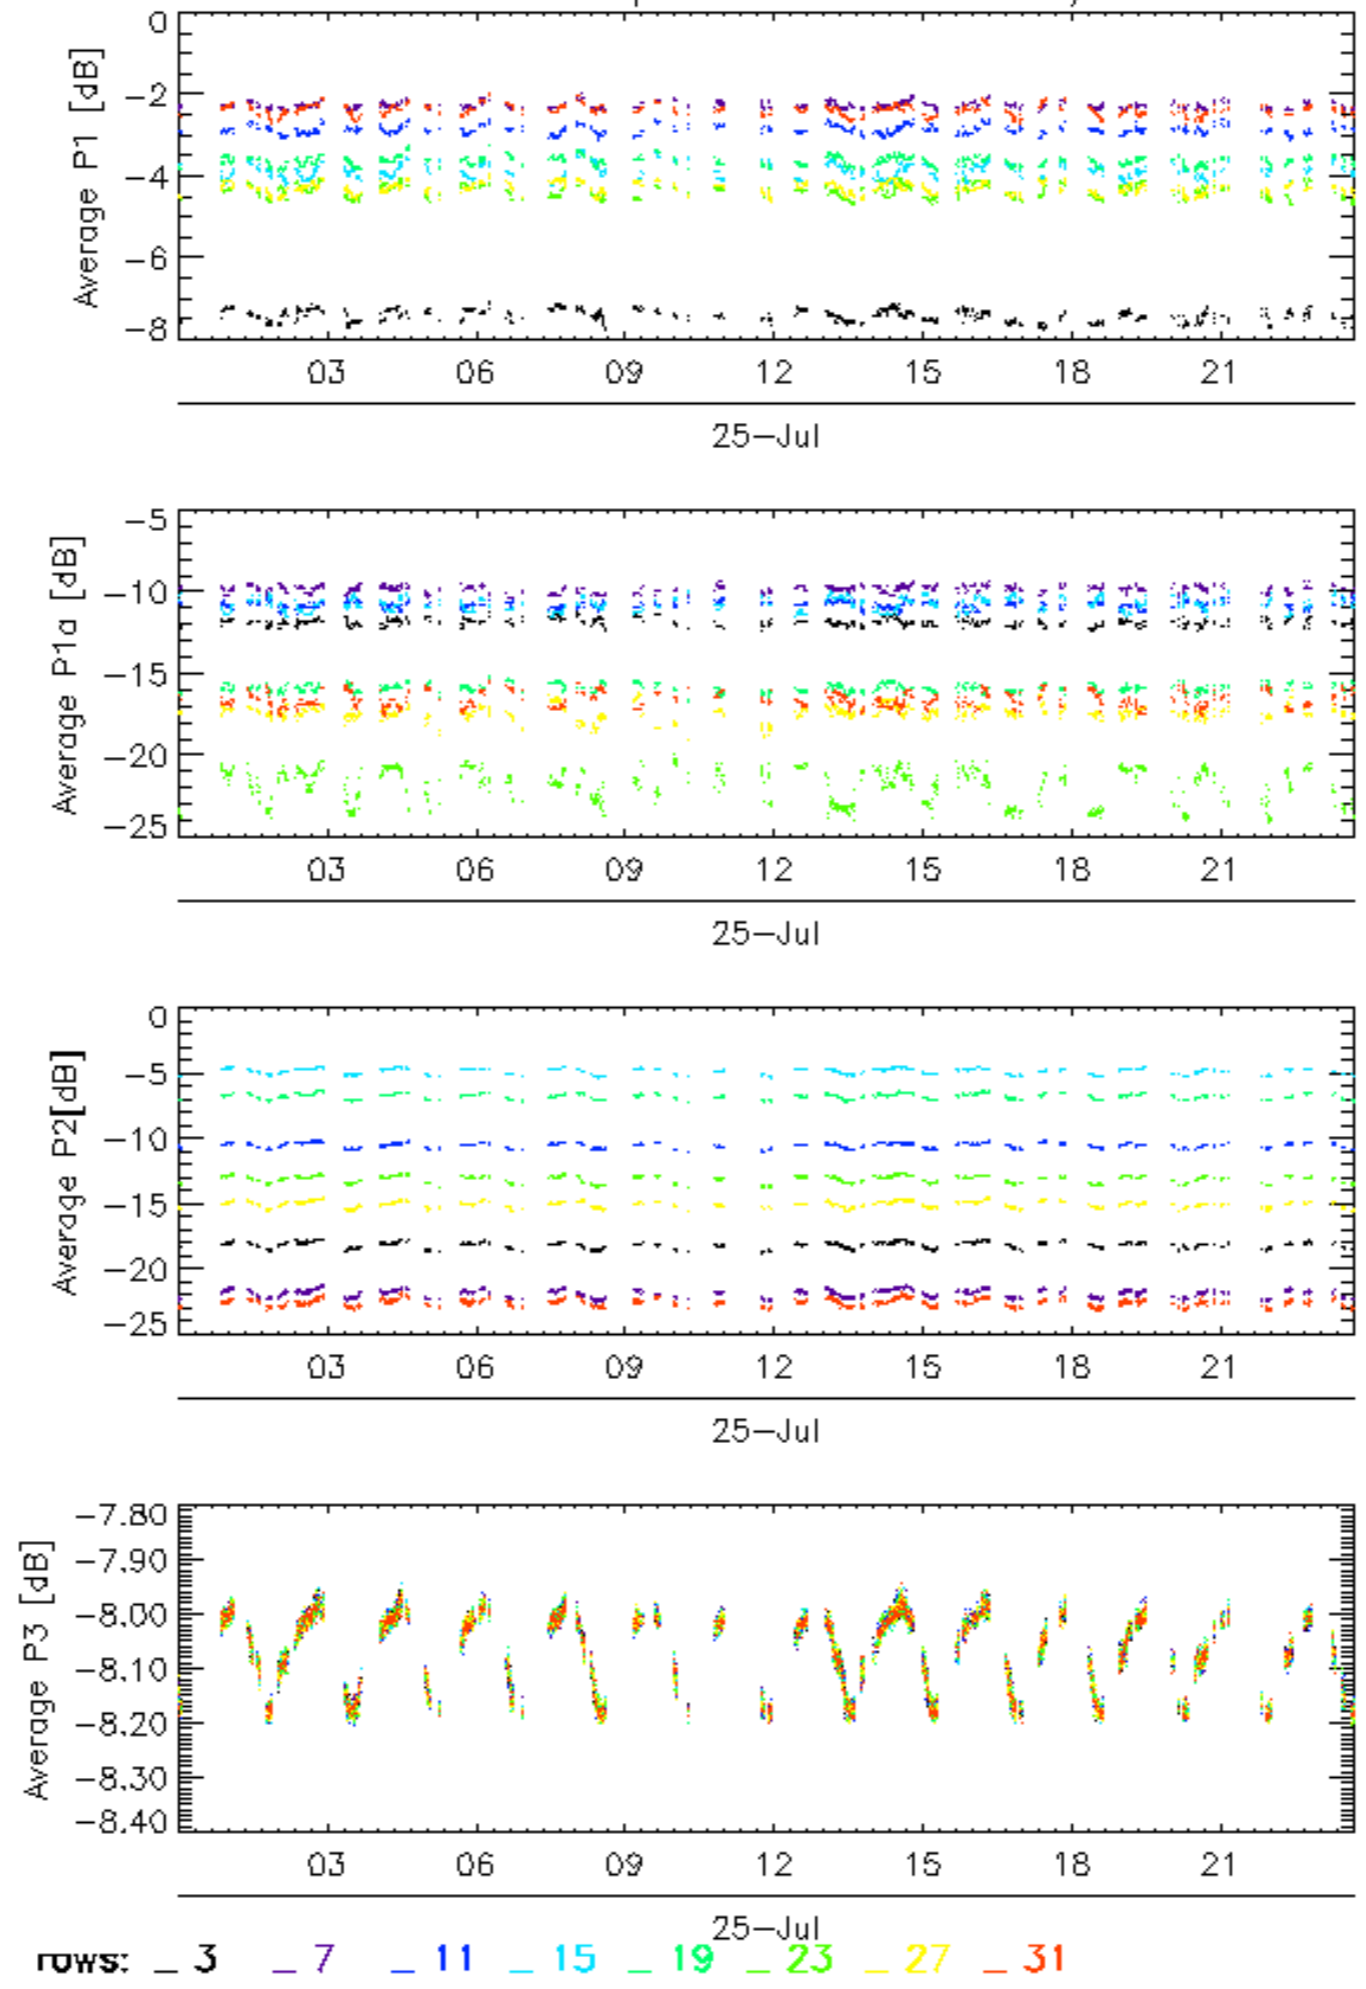 0
-2
-4
-6
-8
Average P1 [dB]
03 06 09 12 15 18 21
25-Jul
-5
-10
-15
-20
-25
Average P1a [dB]
03 06 09 12 15 18 21
25-Jul
0
-5
-10
-15
-20
-25
Average P2[dB]
03 06 09 12 15 18 21
25-Jul
-7.80
-7.90
-8.00
-8.10
-8.20
-8.30
-8.40
Average P3 [dB]
03 06 09 12 15 18 21
25-Jul
rows: _ 3 _ 7 _ 11 _ 15 _ 19 _ 23 _ 27 _ 31